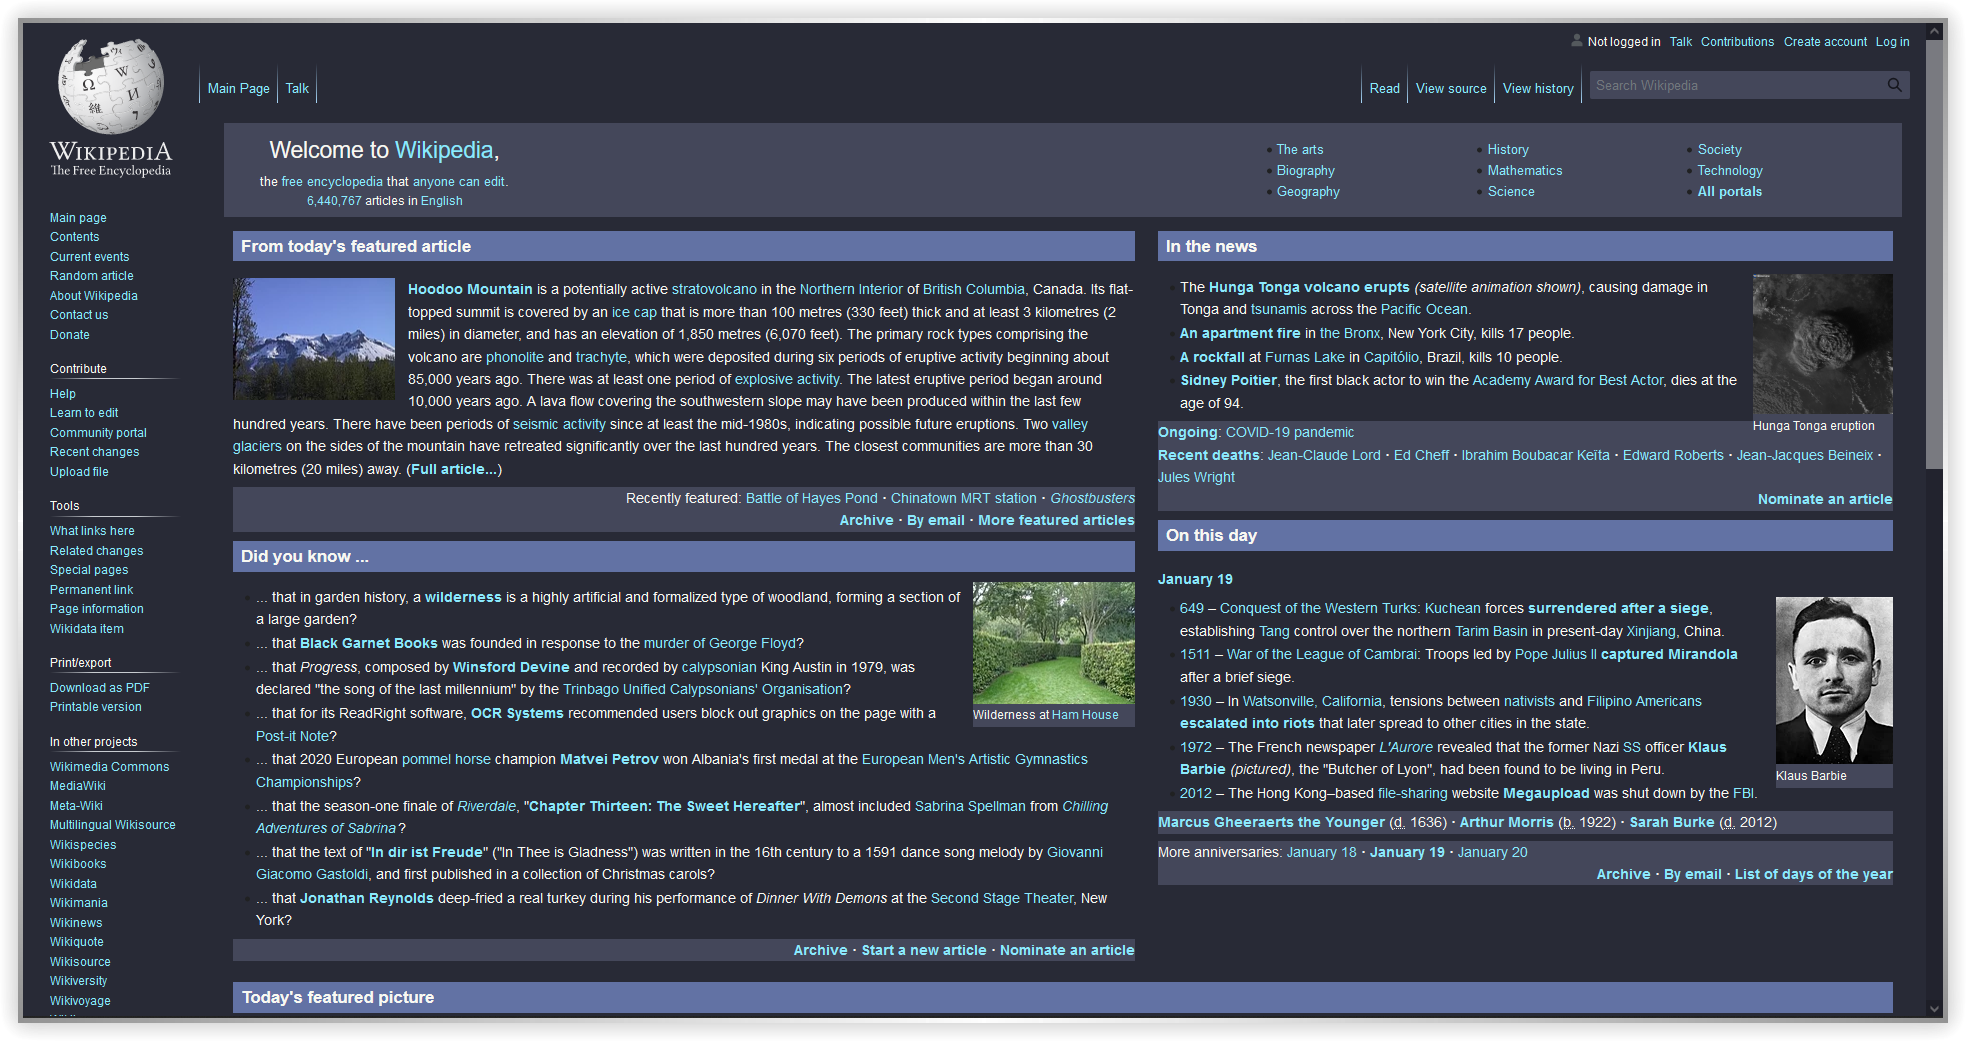 Not logged in Talk Contributions Create account Log in
WIKIPEDIA
The Free Encyclopedia
Main Page Talk
Read View source View history Search Wikipedia
Main page
Contents
Current events
Random article
About Wikipedia
Contact us
Donate
Contribute
Help
Learn to edit
Community portal
Recent changes
Upload file
Tools
What links here
Related changes
Special pages
Permanent link
Page information
Wikidata item
Print/export
Download as PDF
Printable version
In other projects
Wikimedia Commons
MediaWiki
Meta-Wiki
Multilingual Wikisource
Wikispecies
Wikibooks
Wikidata
Wikimania
Wikinews
Wikiquote
Wikisource
Wikiversity
Wikivoyage
Welcome to Wikipedia,
the free encyclopedia that anyone can edit.
6,440,767 articles in English
The arts
Biography
Geography
History
Mathematics
Science
Society
Technology
All portals
From today's featured article
Hoodoo Mountain is a potentially active stratovolcano in the Northern Interior of British Columbia, Canada. Its flat-
topped summit is covered by an ice cap that is more than 100 metres (330 feet) thick and at least 3 kilometres (2
miles) in diameter, and has an elevation of 1,850 metres (6,070 feet). The primary rock types comprising the
volcano are phonolite and trachyte, which were deposited during six periods of eruptive activity beginning about
85,000 years ago. There was at least one period of explosive activity. The latest eruptive period began around
10,000 years ago. A lava flow covering the southwestern slope may have been produced within the last few
hundred years. There have been periods of seismic activity since at least the mid-1980s, indicating possible future eruptions. Two valley
glaciers on the sides of the mountain have retreated significantly over the last hundred years. The closest communities are more than 30
kilometres (20 miles) away. (Full article...)
Recently featured: Battle of Hayes Pond · Chinatown MRT station · Ghostbusters
Archive · By email · More featured articles
Did you know ...
... that in garden history, a wilderness is a highly artificial and formalized type of woodland, forming a section of
a large garden?
... that Black Garnet Books was founded in response to the murder of George Floyd?
... that Progress, composed by Winsford Devine and recorded by calypsonian King Austin in 1979, was
declared "the song of the last millennium" by the Trinbago Unified Calypsonians' Organisation?
... that for its ReadRight software, OCR Systems recommended users block out graphics on the page with a
Post-it Note?
Wilderness at Ham House
... that 2020 European pommel horse champion Matvei Petrov won Albania's first medal at the European Men's Artistic Gymnastics
Championships?
... that the season-one finale of Riverdale, "Chapter Thirteen: The Sweet Hereafter", almost included Sabrina Spellman from Chilling
Adventures of Sabrina?
... that the text of "In dir ist Freude" ("In Thee is Gladness") was written in the 16th century to a 1591 dance song melody by Giovanni
Giacomo Gastoldi, and first published in a collection of Christmas carols?
... that Jonathan Reynolds deep-fried a real turkey during his performance of Dinner With Demons at the Second Stage Theater, New
York?
Archive · Start a new article · Nominate an article
In the news
The Hunga Tonga volcano erupts (satellite animation shown), causing damage in
Tonga and tsunamis across the Pacific Ocean.
An apartment fire in the Bronx, New York City, kills 17 people.
A rockfall at Furnas Lake in Capitólio, Brazil, kills 10 people.
Sidney Poitier, the first black actor to win the Academy Award for Best Actor, dies at the
age of 94.
Hunga Tonga eruption
Ongoing: COVID-19 pandemic
Recent deaths: Jean-Claude Lord · Ed Cheff · Ibrahim Boubacar Keïta · Edward Roberts · Jean-Jacques Beineix ·
Jules Wright
Nominate an article
On this day
January 19
649 – Conquest of the Western Turks: Kuchean forces surrendered after a siege,
establishing Tang control over the northern Tarim Basin in present-day Xinjiang, China.
1511 – War of the League of Cambrai: Troops led by Pope Julius II captured Mirandola
after a brief siege.
1930 – In Watsonville, California, tensions between nativists and Filipino Americans
escalated into riots that later spread to other cities in the state.
1972 – The French newspaper L'Aurore revealed that the former Nazi SS officer Klaus
Barbie (pictured), the "Butcher of Lyon", had been found to be living in Peru.
2012 – The Hong Kong–based file-sharing website Megaupload was shut down by the FBI.
Klaus Barbie
Marcus Gheeraerts the Younger (d. 1636) · Arthur Morris (b. 1922) · Sarah Burke (d. 2012)
More anniversaries: January 18 · January 19 · January 20
Archive · By email · List of days of the year
Today's featured picture